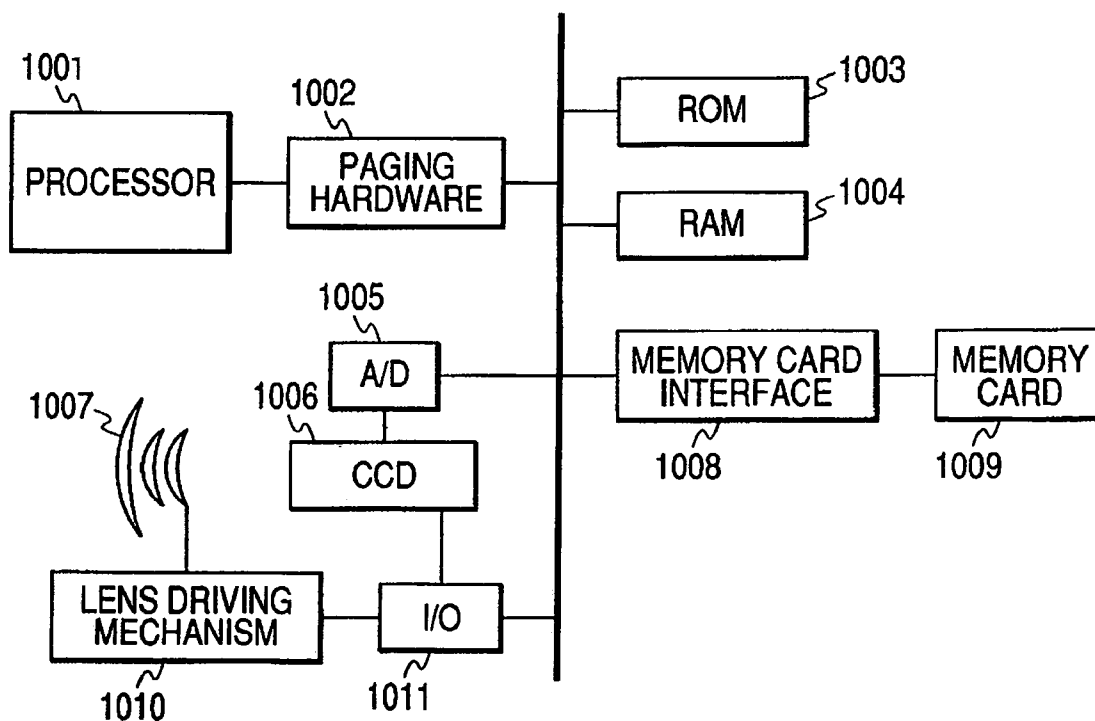 1001
PROCESSOR
1002
PAGING
HARDWARE
ROM
1003
RAM
1004
1005
A/D
1006
CCD
1007
MEMORY CARD
INTERFACE
1008
MEMORY
CARD
1009
LENS DRIVING
MECHANISM
1010
I/O
1011